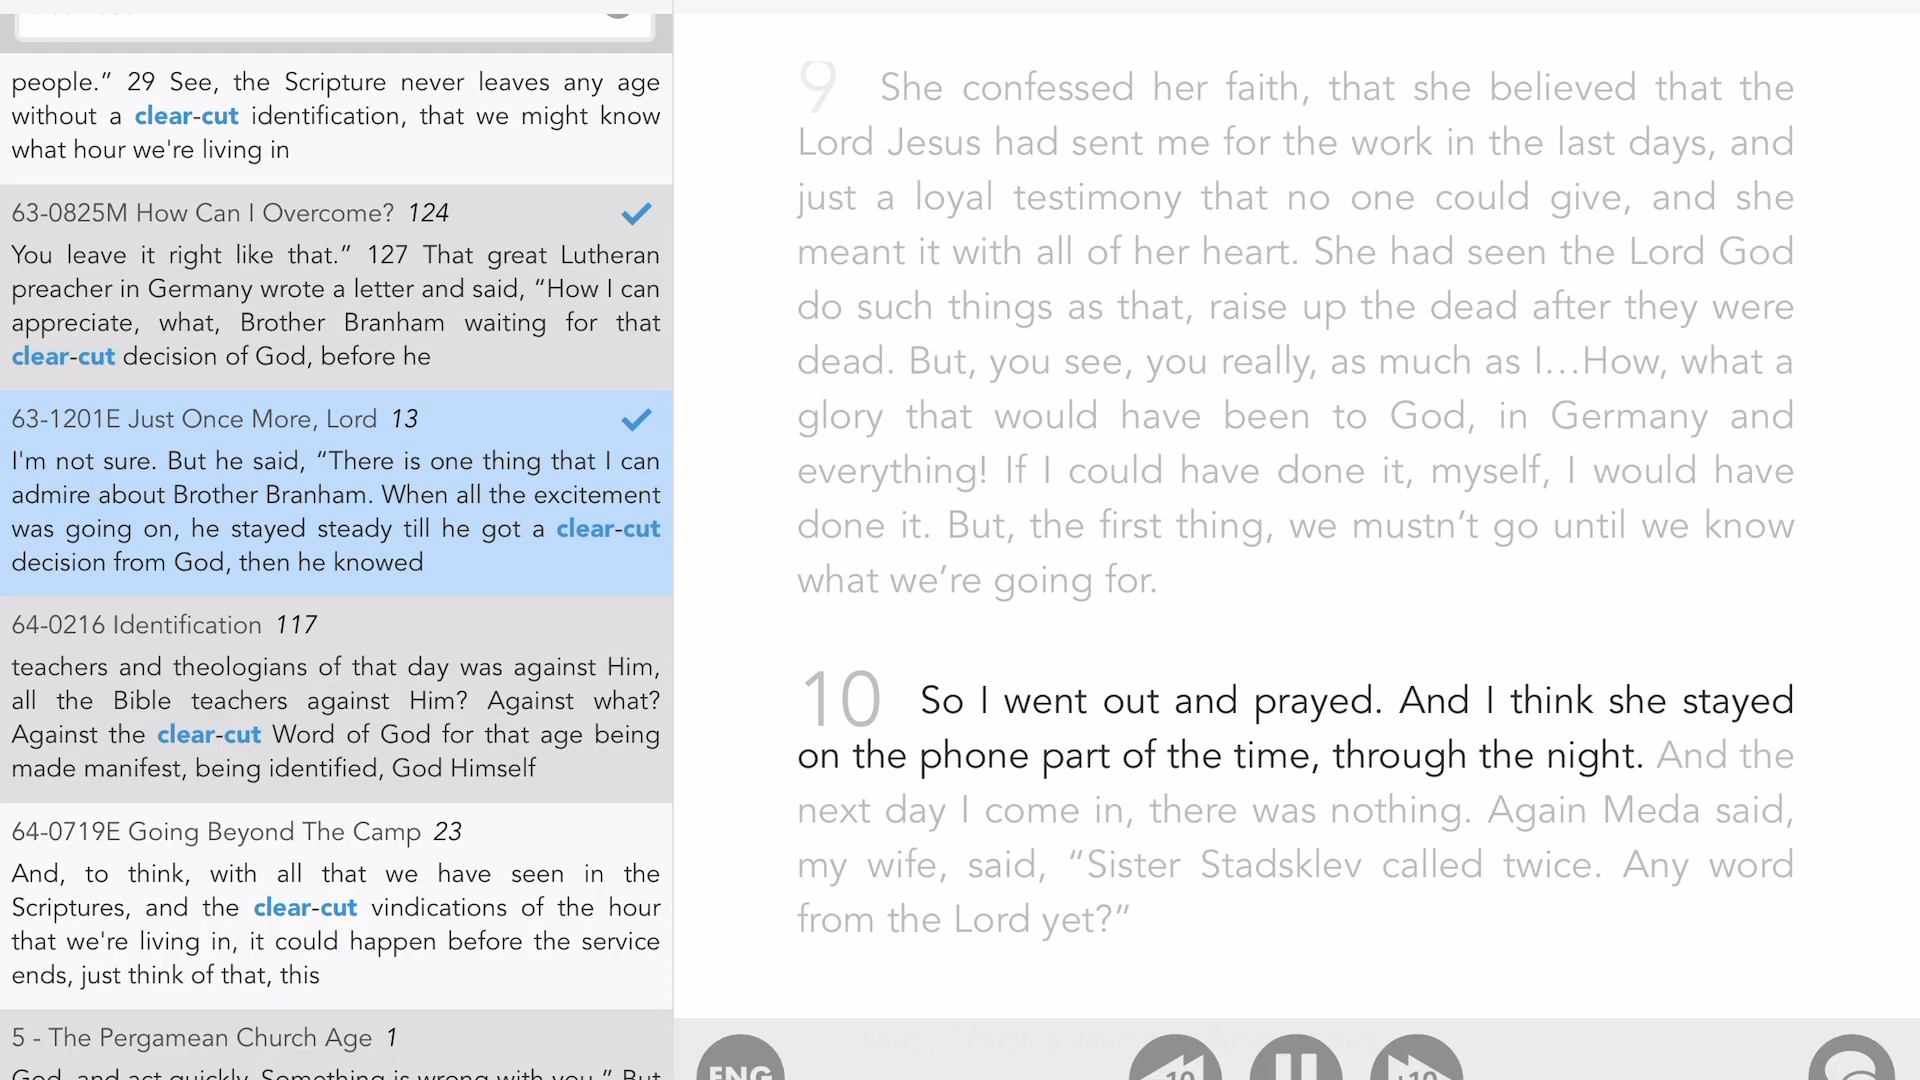 people.” 29 See, the Scripture never leaves any age
without a clear-cut identification, that we might know
what hour we're living in
63-0825M How Can I Overcome? 124
You leave it right like that.” 127 That great Lutheran
preacher in Germany wrote a letter and said, “How I can
appreciate, what, Brother Branham waiting for that
clear-cut decision of God, before he
63-1201E Just Once More, Lord 13
I'm not sure. But he said, “There is one thing that I can
admire about Brother Branham. When all the excitement
was going on, he stayed steady till he got a clear-cut
decision from God, then he knowed
64-0216 Identification 117
teachers and theologians of that day was against Him,
all the Bible teachers against Him? Against what?
Against the clear-cut Word of God for that age being
made manifest, being identified, God Himself
64-0719E Going Beyond The Camp 23
And, to think, with all that we have seen in the
Scriptures, and the clear-cut vindications of the hour
that we're living in, it could happen before the service
ends, just think of that, this
5 - The Pergamean Church Age 1
God, and act quickly. Something is wrong with you.” But
9 She confessed her faith, that she believed that the
Lord Jesus had sent me for the work in the last days, and
just a loyal testimony that no one could give, and she
meant it with all of her heart. She had seen the Lord God
do such things as that, raise up the dead after they were
dead. But, you see, you really, as much as I…How, what a
glory that would have been to God, in Germany and
everything! If I could have done it, myself, I would have
done it. But, the first thing, we mustn’t go until we know
what we’re going for.
10 So I went out and prayed. And I think she stayed
on the phone part of the time, through the night. And the
next day I come in, there was nothing. Again Meda said,
my wife, said, “Sister Stadsklev called twice. Any word
from the Lord yet?”
ENG
-10
+10